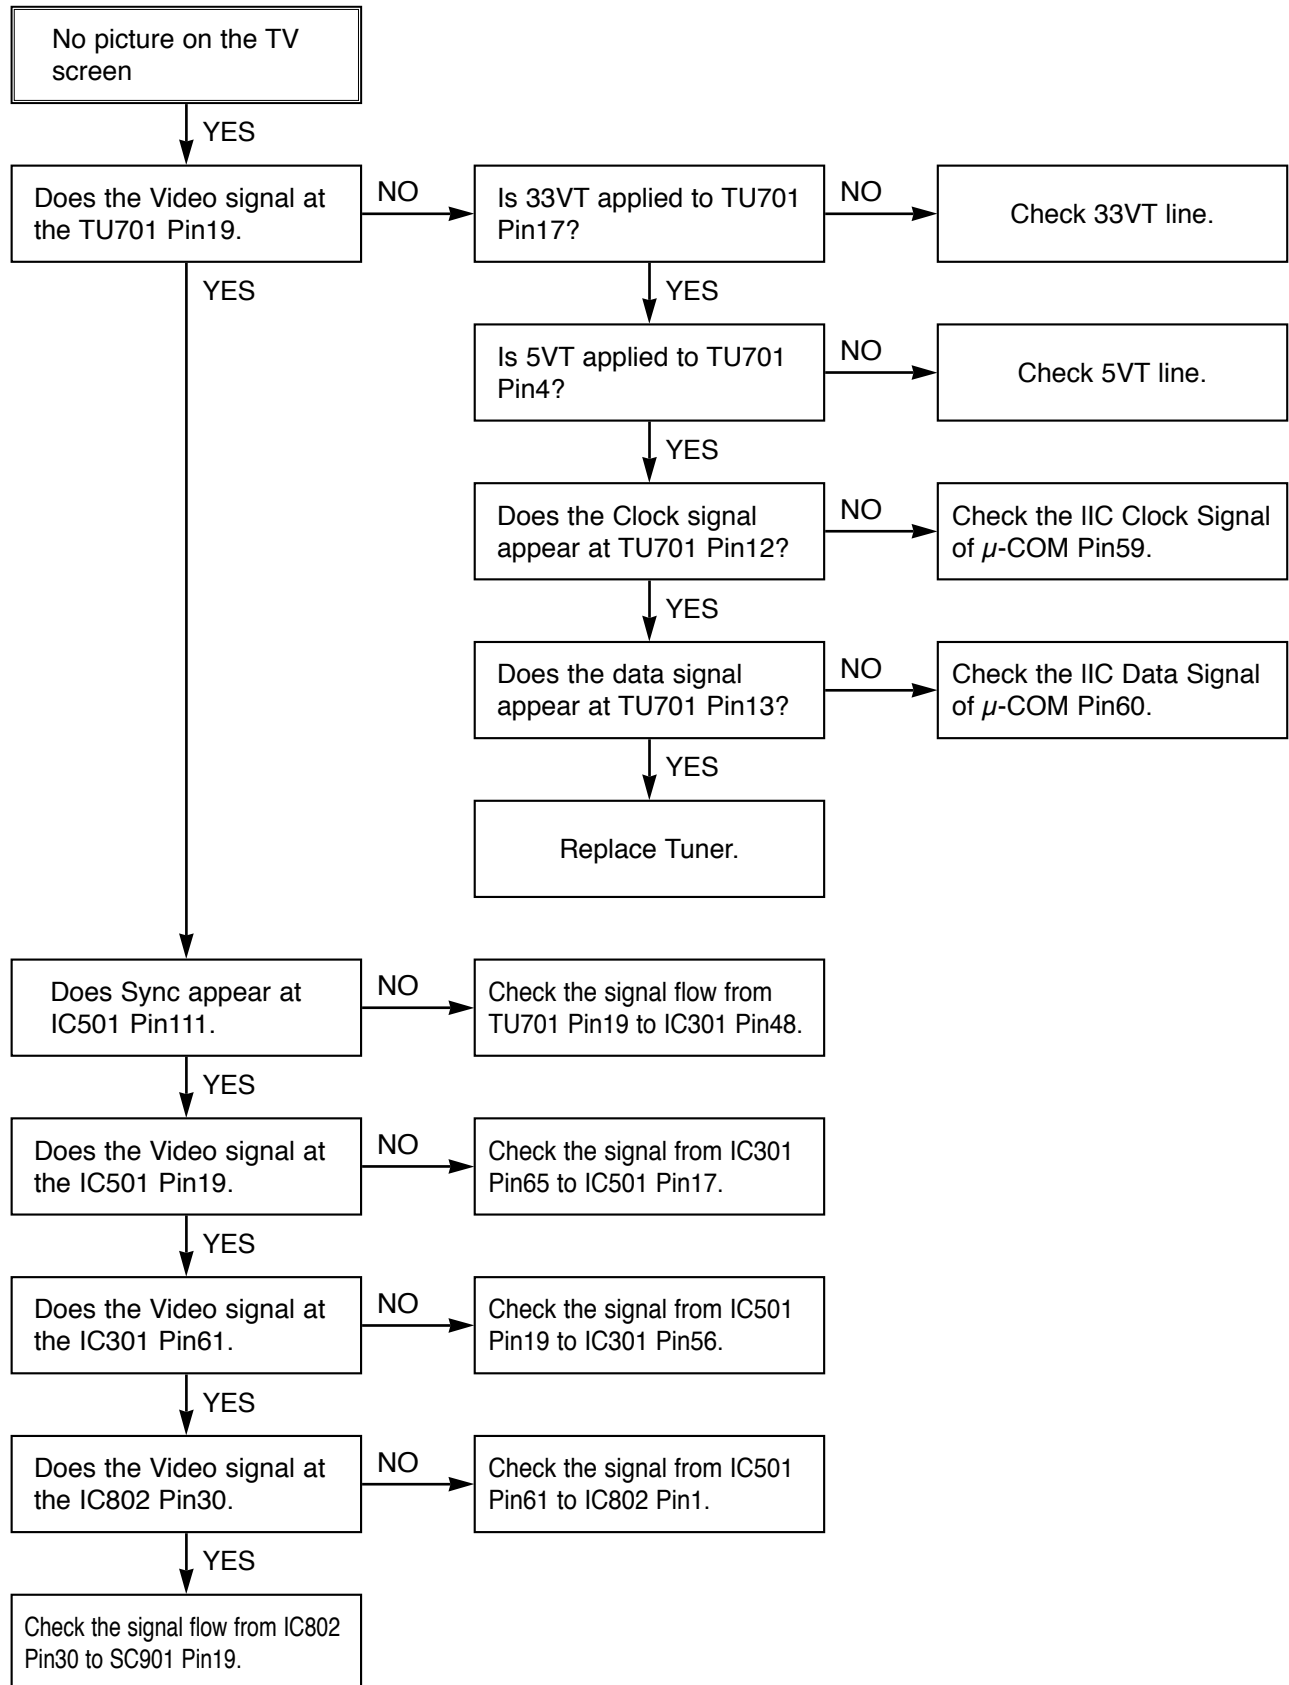 No picture on the TV
screen
YES
Does the Video signal at
the TU701 Pin19.
NO
Is 33VT applied to TU701
Pin17?
NO
Check 33VT line.
YES
YES
Is 5VT applied to TU701
Pin4?
NO
Check 5VT line.
YES
Does the Clock signal
appear at TU701 Pin12?
NO
Check the IIC Clock Signal
of µ-COM Pin59.
YES
Does the data signal
appear at TU701 Pin13?
NO
Check the IIC Data Signal
of µ-COM Pin60.
YES
Replace Tuner.
Does Sync appear at
IC501 Pin111.
NO
Check the signal flow from
TU701 Pin19 to IC301 Pin48.
YES
Does the Video signal at
the IC501 Pin19.
NO
Check the signal from IC301
Pin65 to IC501 Pin17.
YES
Does the Video signal at
the IC301 Pin61.
NO
Check the signal from IC501
Pin19 to IC301 Pin56.
YES
Does the Video signal at
the IC802 Pin30.
NO
Check the signal from IC501
Pin61 to IC802 Pin1.
YES
Check the signal flow from IC802
Pin30 to SC901 Pin19.